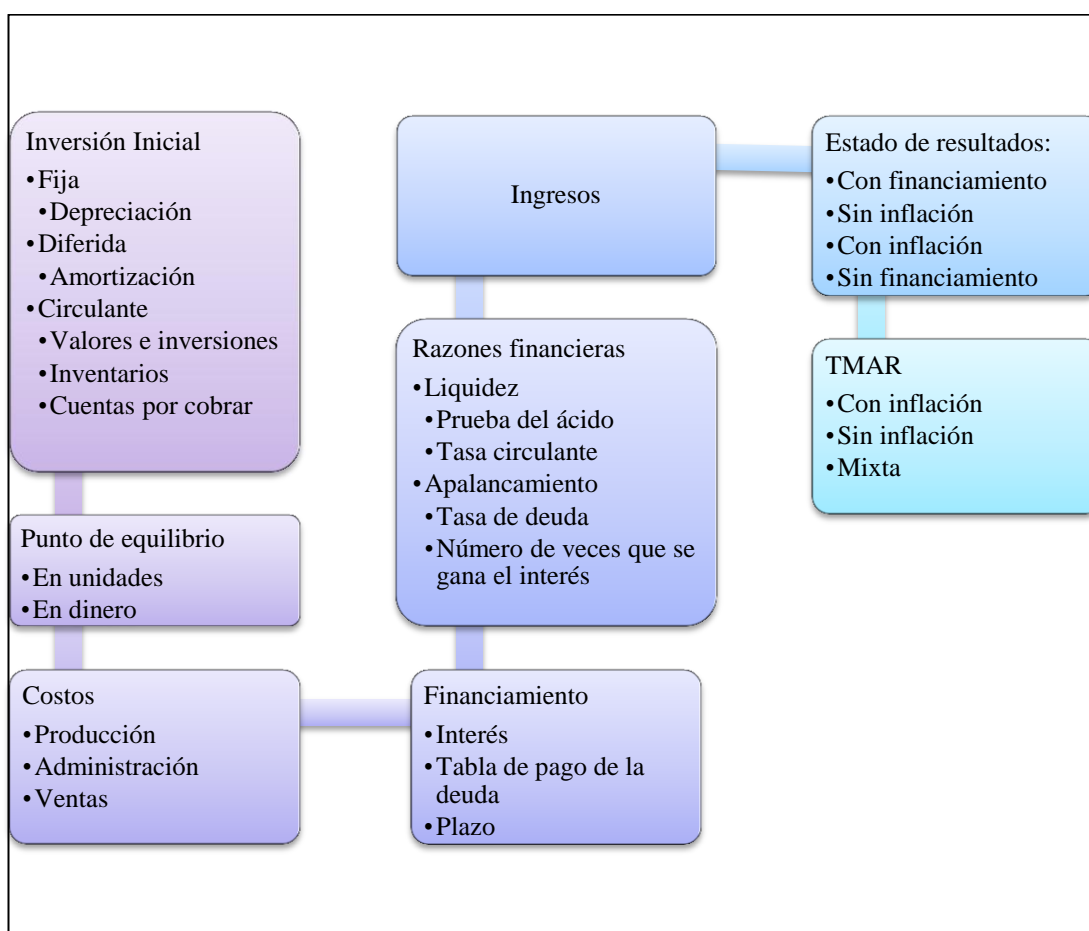 Inversión Inicial
•Fija
•Depreciación
•Diferida
•Amortización
•Circulante
•Valores e inversiones
•Inventarios
•Cuentas por cobrar
Punto de equilibrio
•En unidades
•En dinero
Costos
•Producción
•Administración
•Ventas
Financiamiento
•Interés
•Tabla de pago de la
deuda
•Plazo
Razones financieras
•Liquidez
•Prueba del ácido
•Tasa circulante
•Apalancamiento
•Tasa de deuda
•Número de veces que se
gana el interés
Ingresos
Estado de resultados:
•Con financiamiento
•Sin inflación
•Con inflación
•Sin financiamiento
TMAR
•Con inflación
•Sin inflación
•Mixta